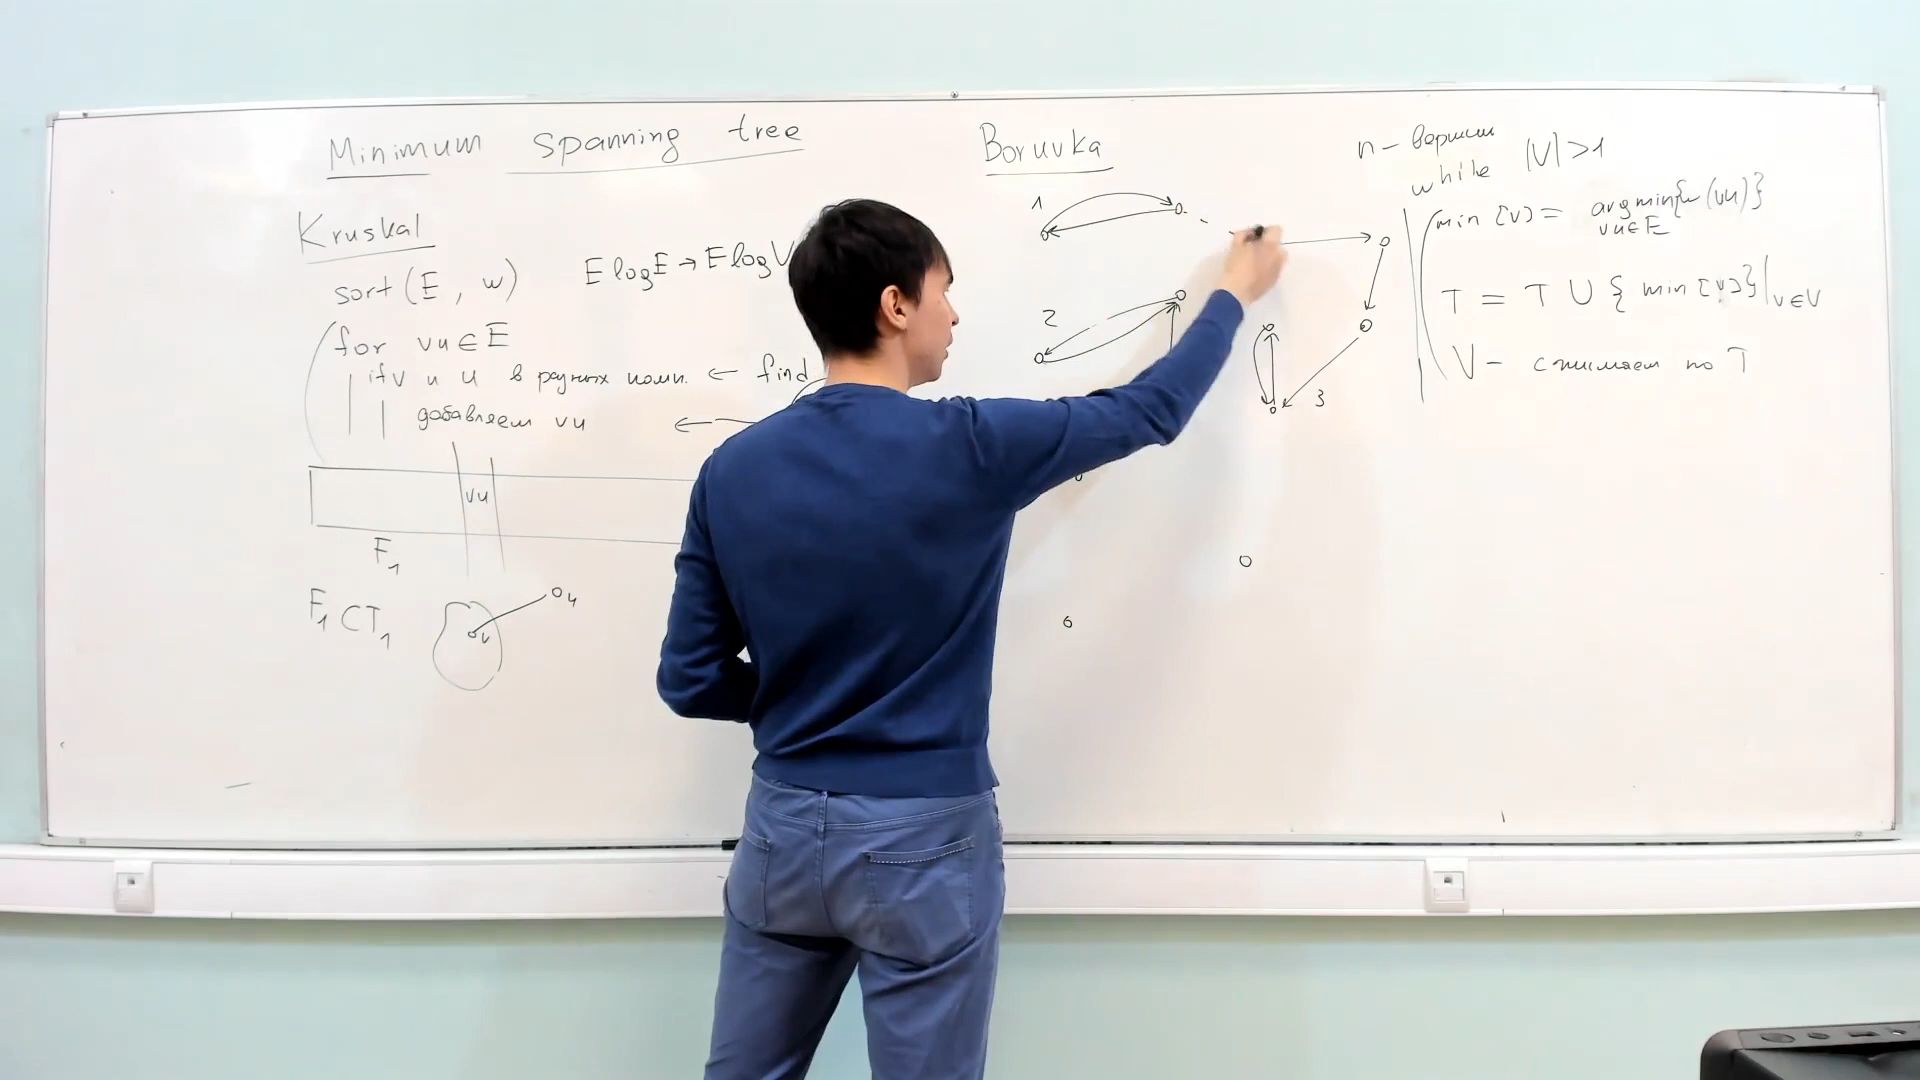 Minimum spanning tree
Kruskal
sort (E, w)
E log E → E log V
for vu ∈ E
if v и u в разных комп. ← find
добавляем vu ←
vu
F₁
F₁ ⊂ T₁
v
u
Boruvka
1
2
3
n - вершин
while |V| > 1
min [v] = argmin {w (vu)}
vu ∈ E
T = T ∪ { min [v]} |v∈V
V - сжимаем по T